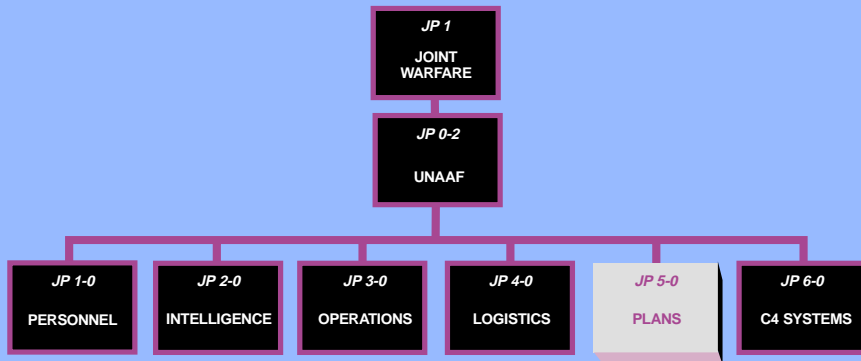 JP 1
JOINT
WARFARE
JP 0-2
UNAAF
JP 1-0
PERSONNEL
JP 2-0
INTELLIGENCE
JP 3-0
OPERATIONS
JP 4-0
LOGISTICS
JP 5-0
PLANS
JP 6-0
C4 SYSTEMS